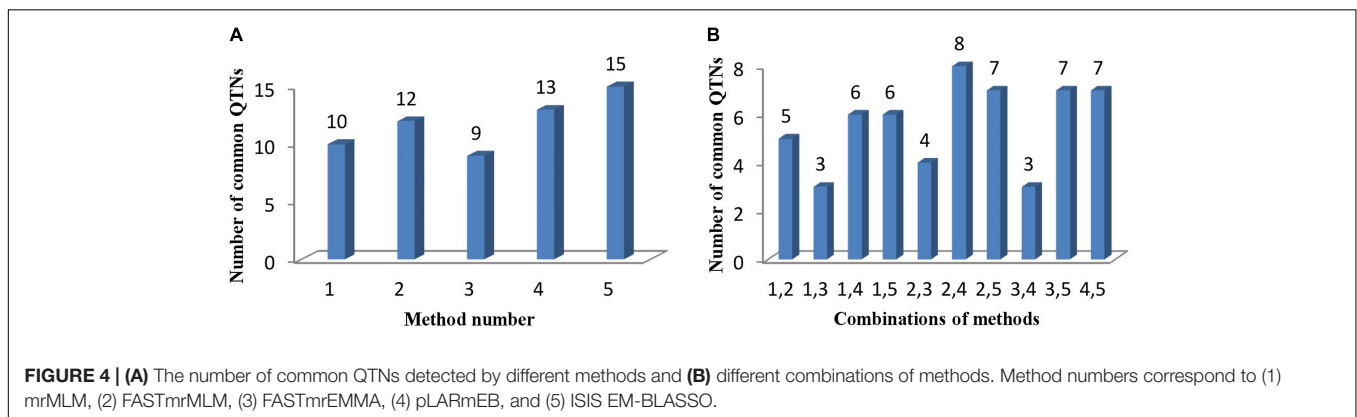 A
Number of common QTNs
15
10
5
0
10
12
9
13
15
1 2 3 4 5
Method number
B
Number of common QTNs
8
6
4
2
0
5
3
6
6
4
8
7
3
7
7
1,2 1,3 1,4 1,5 2,3 2,4 2,5 3,4 3,5 4,5
Combinations of methods
FIGURE 4 | (A) The number of common QTNs detected by different methods and (B) different combinations of methods. Method numbers correspond to (1)
mrMLM, (2) FASTmrMLM, (3) FASTmrEMMA, (4) pLARmEB, and (5) ISIS EM-BLASSO.